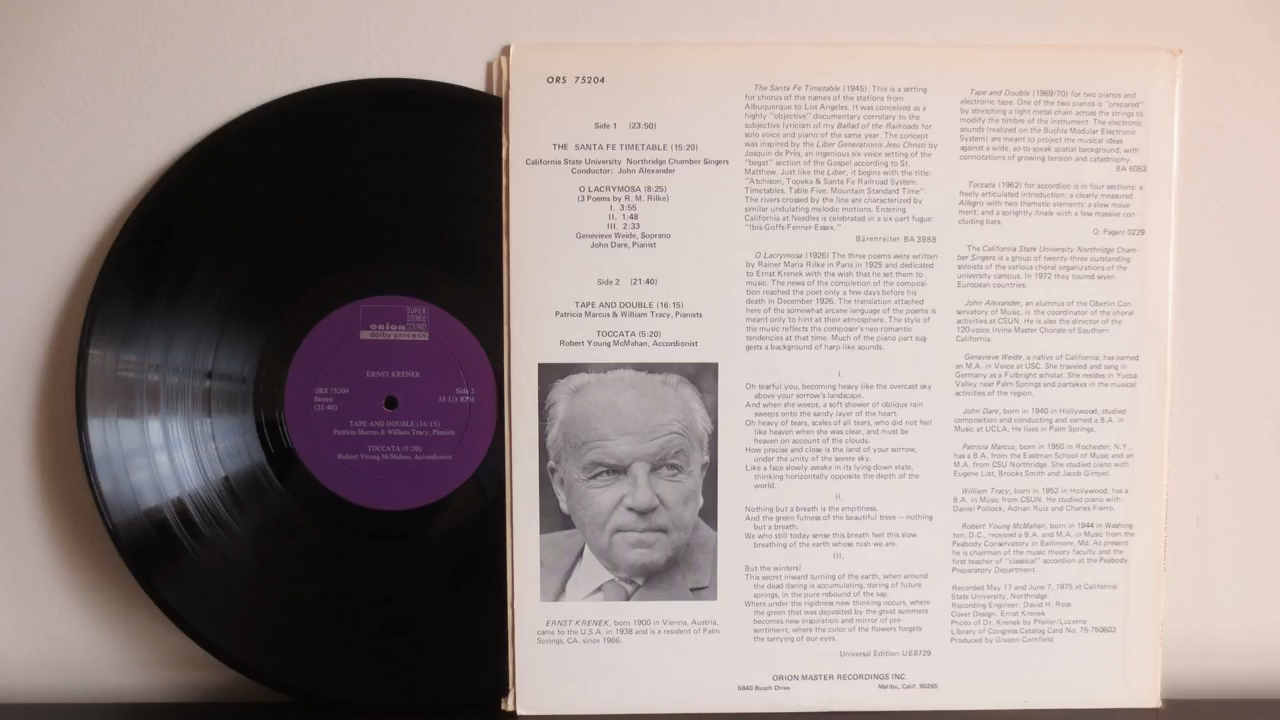 SUPER
STEREO
orion SOUND
dolby process
ERNST KRENEK
ORS 75204
Stereo
(21:40)
Side 2
33 1/3 RPM
TAPE AND DOUBLE (16:15)
Patricia Marcus & William Tracy, Pianists
TOCCATA (5:20)
Robert Young McMahan, Accordionist
ORS 75204
Side 1 (23:50)
THE SANTA FE TIMETABLE (15:20)
California State University Northridge Chamber Singers
Conductor: John Alexander
O LACRYMOSA (8:25)
(3 Poems by R. M. Rilke)
I. 3:55
II. 1:48
III. 2:33
Genevieve Weide, Soprano
John Dare, Pianist
Side 2 (21:40)
TAPE AND DOUBLE (16:15)
Patricia Marcus & William Tracy, Pianists
TOCCATA (5:20)
Robert Young McMahan, Accordionist
ERNST KRENEK, born 1900 in Vienna, Austria,
came to the U.S.A. in 1938 and is a resident of Palm
Springs, CA. since 1966.
The Santa Fe Timetable (1945). This is a setting
for chorus of the names of the stations from
Albuquerque to Los Angeles. It was conceived as a
highly "objective" documentary corrolary to the
subjective lyricism of my Ballad of the Railroads for
solo voice and piano of the same year. The concept
was inspired by the Liber Generationis Jesu Christi by
Josquin de Près, an ingenious six-voice setting of the
"begat" section of the Gospel according to St.
Matthew. Just like the Liber, it begins with the title:
"Atchison, Topeka & Santa Fe Railroad System.
Timetables. Table Five. Mountain Standard Time".
The rivers crossed by the line are characterized by
similar undulating melodic motions. Entering
California at Needles is celebrated in a six-part fugue:
"Ibis-Goffs-Fenner-Essex."
Bärenreiter BA 3988
O Lacrymosa (1926) The three poems were written
by Rainer Maria Rilke in Paris in 1925 and dedicated
to Ernst Krenek with the wish that he set them to
music. The news of the completion of the composi-
tion reached the poet only a few days before his
death in December 1926. The translation attached
here of the somewhat arcane language of the poems is
meant only to hint at their atmosphere. The style of
the music reflects the composer's neo-romantic
tendencies at that time. Much of the piano part sug-
gests a background of harp-like sounds.
I.
Oh tearful you, becoming heavy like the overcast sky
above your sorrow's landscape.
And when she weeps, a soft shower of oblique rain
sweeps onto the sandy layer of the heart.
Oh heavy of tears, scales of all tears, who did not feel
like heaven when she was clear, and must be
heaven on account of the clouds.
How precise and close is the land of your sorrow,
under the unity of the severe sky.
Like a face slowly awake in its lying-down state,
thinking horizontally opposite the depth of the
world.
II.
Nothing but a breath is the emptiness.
And the green fulness of the beautiful trees – nothing
but a breath.
We who still today sense this breath feel this slow
breathing of the earth whose rush we are.
III.
But the winters!
This secret inward turning of the earth, when around
the dead daring is accumulating, daring of future
springs, in the pure rebound of the sap.
Where under the rigidness new thinking occurs, where
the green that was deposited by the great summers
becomes new inspiration and mirror of pre-
sentiment, where the color of the flowers forgets
the tarrying of our eyes.
Universal Edition UE8729
Tape and Double (1969/70) for two pianos and
electronic tape. One of the two pianos is "prepared"
by stretching a light metal chain across the strings to
modify the timbre of the instrument. The electronic
sounds (realized on the Buchla Modular Electronic
System) are meant to project the musical ideas
against a wide, so-to-speak spatial background, with
connotations of growing tension and catastrophy.
BA 6053
Toccata (1962) for accordion is in four sections: a
freely articulated introduction; a clearly measured
Allegro with two thematic elements; a slow move
ment; and a sprightly finale with a few massive con-
cluding bars.
O. Pagani 0229
The California State University Northridge Cham-
ber Singers is a group of twenty-three outstanding
soloists of the various choral organizations of the
university campus. In 1972 they toured seven
European countries.
John Alexander, an alumnus of the Oberlin Con-
servatory of Music, is the coordinator of the choral
activities at CSUN. He is also the director of the
120-voice Irvine Master Chorale of Southern
California.
Genevieve Weide, a native of California, has earned
an M.A. in Voice at USC. She traveled and sang in
Germany as a Fulbright scholar. She resides in Yucca
Valley near Palm Springs and partakes in the musical
activities of the region.
John Dare, born in 1940 in Hollywood, studied
composition and conducting and earned a B.A. in
Music at UCLA. He lives in Palm Springs.
Patricia Marcus, born in 1950 in Rochester, N.Y.,
has a B.A. from the Eastman School of Music and an
M.A. from CSU Northridge. She studied piano with
Eugene List, Brooks Smith and Jacob Gimpel.
William Tracy, born in 1952 in Hollywood, has a
B.A. in Music from CSUN. He studied piano with
Daniel Pollock, Adrian Ruiz and Charles Fierro.
Robert Young McMahan, born in 1944 in Washing-
ton, D.C., received a B.A. and M.A. in Music from the
Peabody Conservatory in Baltimore, Md. At present
he is chairman of the music theory faculty and the
first teacher of "classical" accordion at the Peabody
Preparatory Department.
Recorded May 17 and June 7, 1975 at California
State University, Northridge.
Recording Engineer: David H. Ross
Cover Design: Ernst Krenek
Photo of Dr. Krenek by Pfeifer/Lucerne
Library of Congress Catalog Card No. 75-750603
Produced by Giveon Cornfield
ORION MASTER RECORDINGS INC.
5840 Busch Drive
Malibu, Calif. 90265